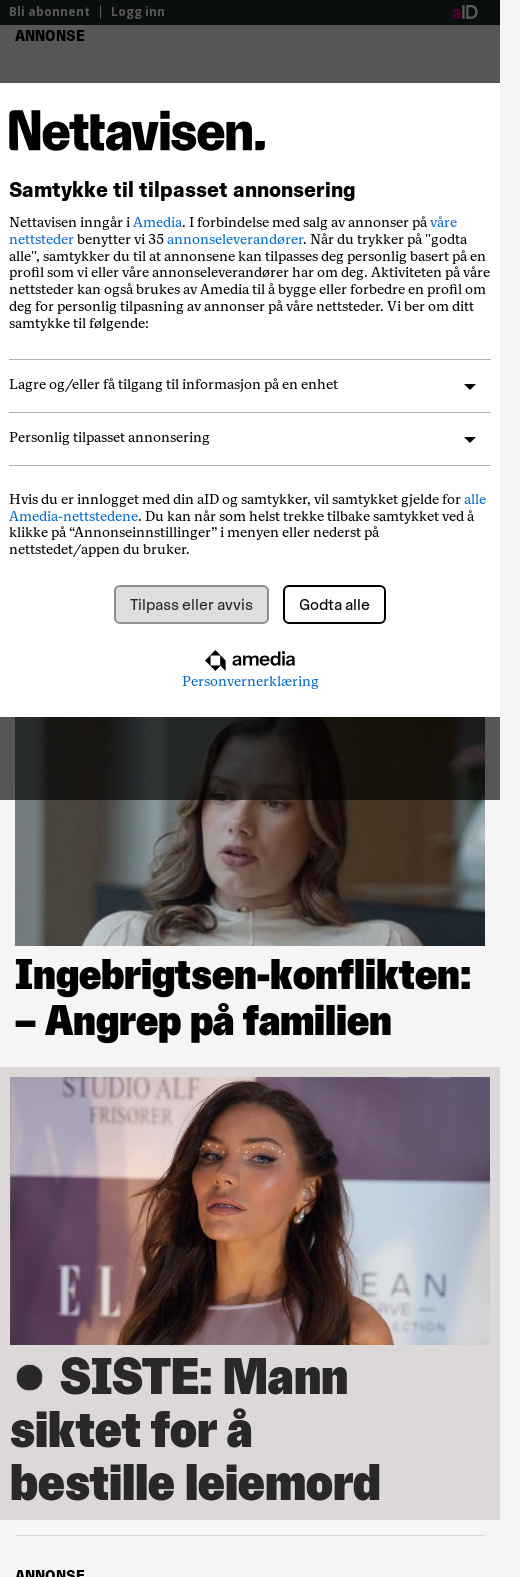 Bli abonnent | Logg inn
aID
ANNONSE
Nettavisen.
Samtykke til tilpasset annonsering
Nettavisen inngår i Amedia. I forbindelse med salg av annonser på våre
nettsteder benytter vi 35 annonseleverandører. Når du trykker på "godta
alle", samtykker du til at annonsene kan tilpasses deg personlig basert på en
profil som vi eller våre annonseleverandører har om deg. Aktiviteten på våre
nettsteder kan også brukes av Amedia til å bygge eller forbedre en profil om
deg for personlig tilpasning av annonser på våre nettsteder. Vi ber om ditt
samtykke til følgende:
Lagre og/eller få tilgang til informasjon på en enhet
Personlig tilpasset annonsering
Hvis du er innlogget med din aID og samtykker, vil samtykket gjelde for alle
Amedia-nettstedene. Du kan når som helst trekke tilbake samtykket ved å
klikke på “Annonseinnstillinger” i menyen eller nederst på
nettstedet/appen du bruker.
Tilpass eller avvis
Godta alle
amedia
Personvernerklæring
Ingebrigtsen-konflikten:
– Angrep på familien
STUDIO ALF
FRISØRER
EL
EAN
RVE
ECTION
● SISTE: Mann
siktet for å
bestille leiemord
ANNONSE